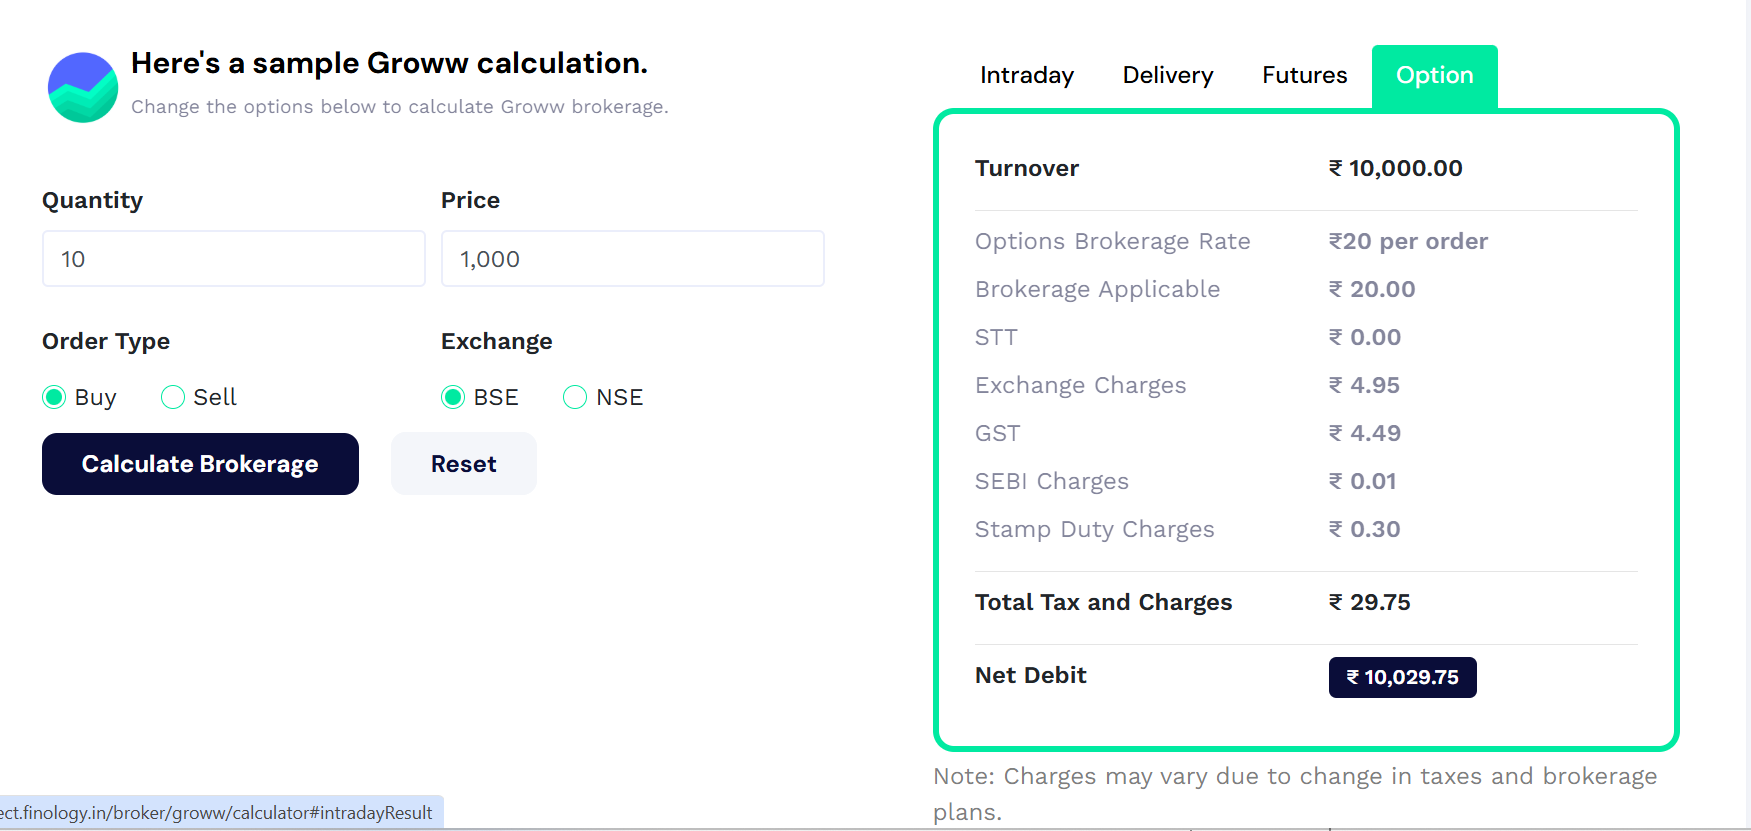 Here's a sample Groww calculation.
Change the options below to calculate Groww brokerage.
Quantity
Price
10
1,000
Order Type
Exchange
Buy
Sell
BSE
NSE
Calculate Brokerage
Reset
Intraday
Delivery
Futures
Option
Turnover ₹ 10,000.00
Options Brokerage Rate ₹20 per order
Brokerage Applicable ₹ 20.00
STT ₹ 0.00
Exchange Charges ₹ 4.95
GST ₹ 4.49
SEBI Charges ₹ 0.01
Stamp Duty Charges ₹ 0.30
Total Tax and Charges ₹ 29.75
Net Debit ₹ 10,029.75
Note: Charges may vary due to change in taxes and brokerage
plans.
ect.finology.in/broker/groww/calculator#intradayResult